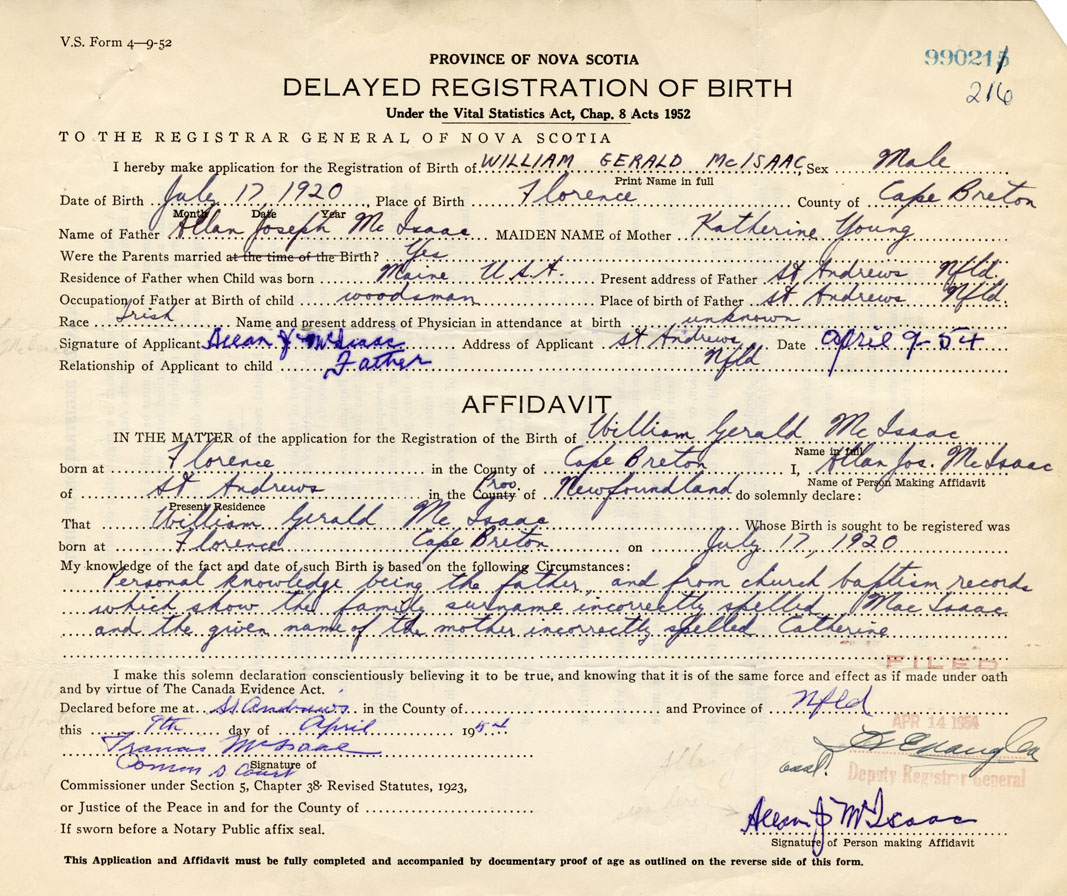 V.S. Form 4—9-52
PROVINCE OF NOVA SCOTIA
990215
216
DELAYED REGISTRATION OF BIRTH
Under the Vital Statistics Act, Chap. 8 Acts 1952
TO THE REGISTRAR GENERAL OF NOVA SCOTIA
I hereby make application for the Registration of Birth of WILLIAM GERALD McISAAC, Sex Male
Print Name in full
Date of Birth July 17, 1920, Place of Birth Florence County of Cape Breton
Month Date Year
Name of Father Allan Joseph Mc Isaac MAIDEN NAME of Mother Katherine Young
Were the Parents married at the time of the Birth? Yes
Residence of Father when Child was born Maine U.S.A. Present address of Father St Andrews Nfld.
Occupation of Father at Birth of child woodsman Place of birth of Father St Andrews Nfld.
Race Irish Name and present address of Physician in attendance at birth unknown
Signature of Applicant Allan J McIsaac Address of Applicant St Andrews Nfld Date April 9-54
Relationship of Applicant to child Father
AFFIDAVIT
IN THE MATTER of the application for the Registration of the Birth of William Gerald Mc Isaac
Name in full
born at Florence in the County of Cape Breton I, Allan Jos. McIsaac
Name of Person Making Affidavit
of St Andrews in the County Prov of Newfoundland do solemnly declare:
Present Residence
That William Gerald Mc Isaac Whose Birth is sought to be registered was
born at Florence Cape Breton on July 17, 1920
My knowledge of the fact and date of such Birth is based on the following Circumstances:
Personal knowledge being the father, and from church baptism records
which show the family surname incorrectly spelled MacIsaac
and the given name of the mother incorrectly spelled Catherine
FILED
I make this solemn declaration conscientiously believing it to be true, and knowing that it is of the same force and effect as if made under oath
and by virtue of The Canada Evidence Act.
Declared before me at St Andrews in the County of and Province of Nfld
this 9th day of April 1954
APR 14 1954
Francis McIsaac
Comm S Court
Signature of
asst. Deputy Registrar General
Commissioner under Section 5, Chapter 38 Revised Statutes, 1923,
or Justice of the Peace in and for the County of
Allan J McIsaac
If sworn before a Notary Public affix seal.
Signature of Person making Affidavit
This Application and Affidavit must be fully completed and accompanied by documentary proof of age as outlined on the reverse side of this form.